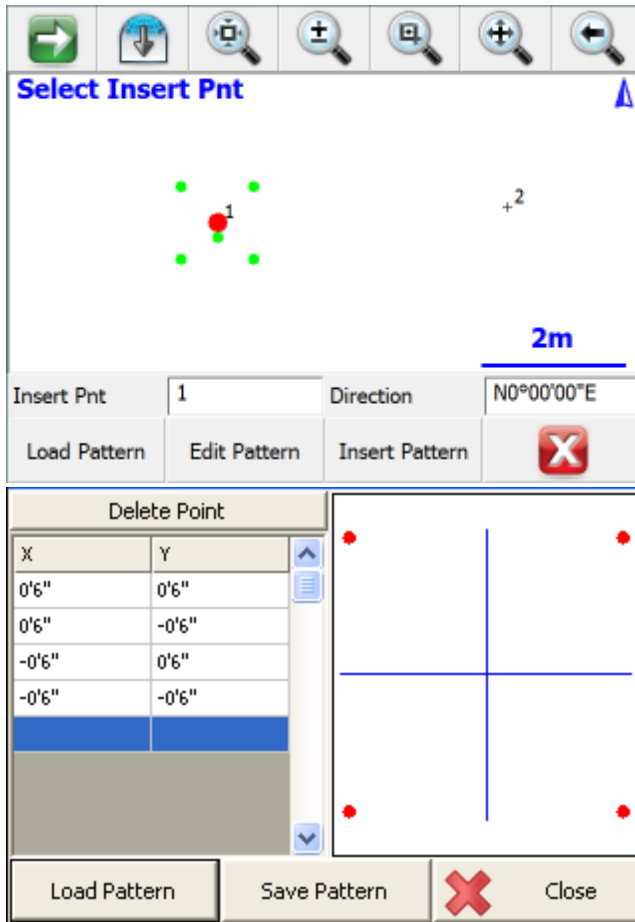 Select Insert Pnt
1
2
2m
Insert Pnt 1 Direction N0°00'00"E
Load Pattern Edit Pattern Insert Pattern
Delete Point
X Y
0'6" 0'6"
0'6" -0'6"
-0'6" 0'6"
-0'6" -0'6"
Load Pattern Save Pattern Close